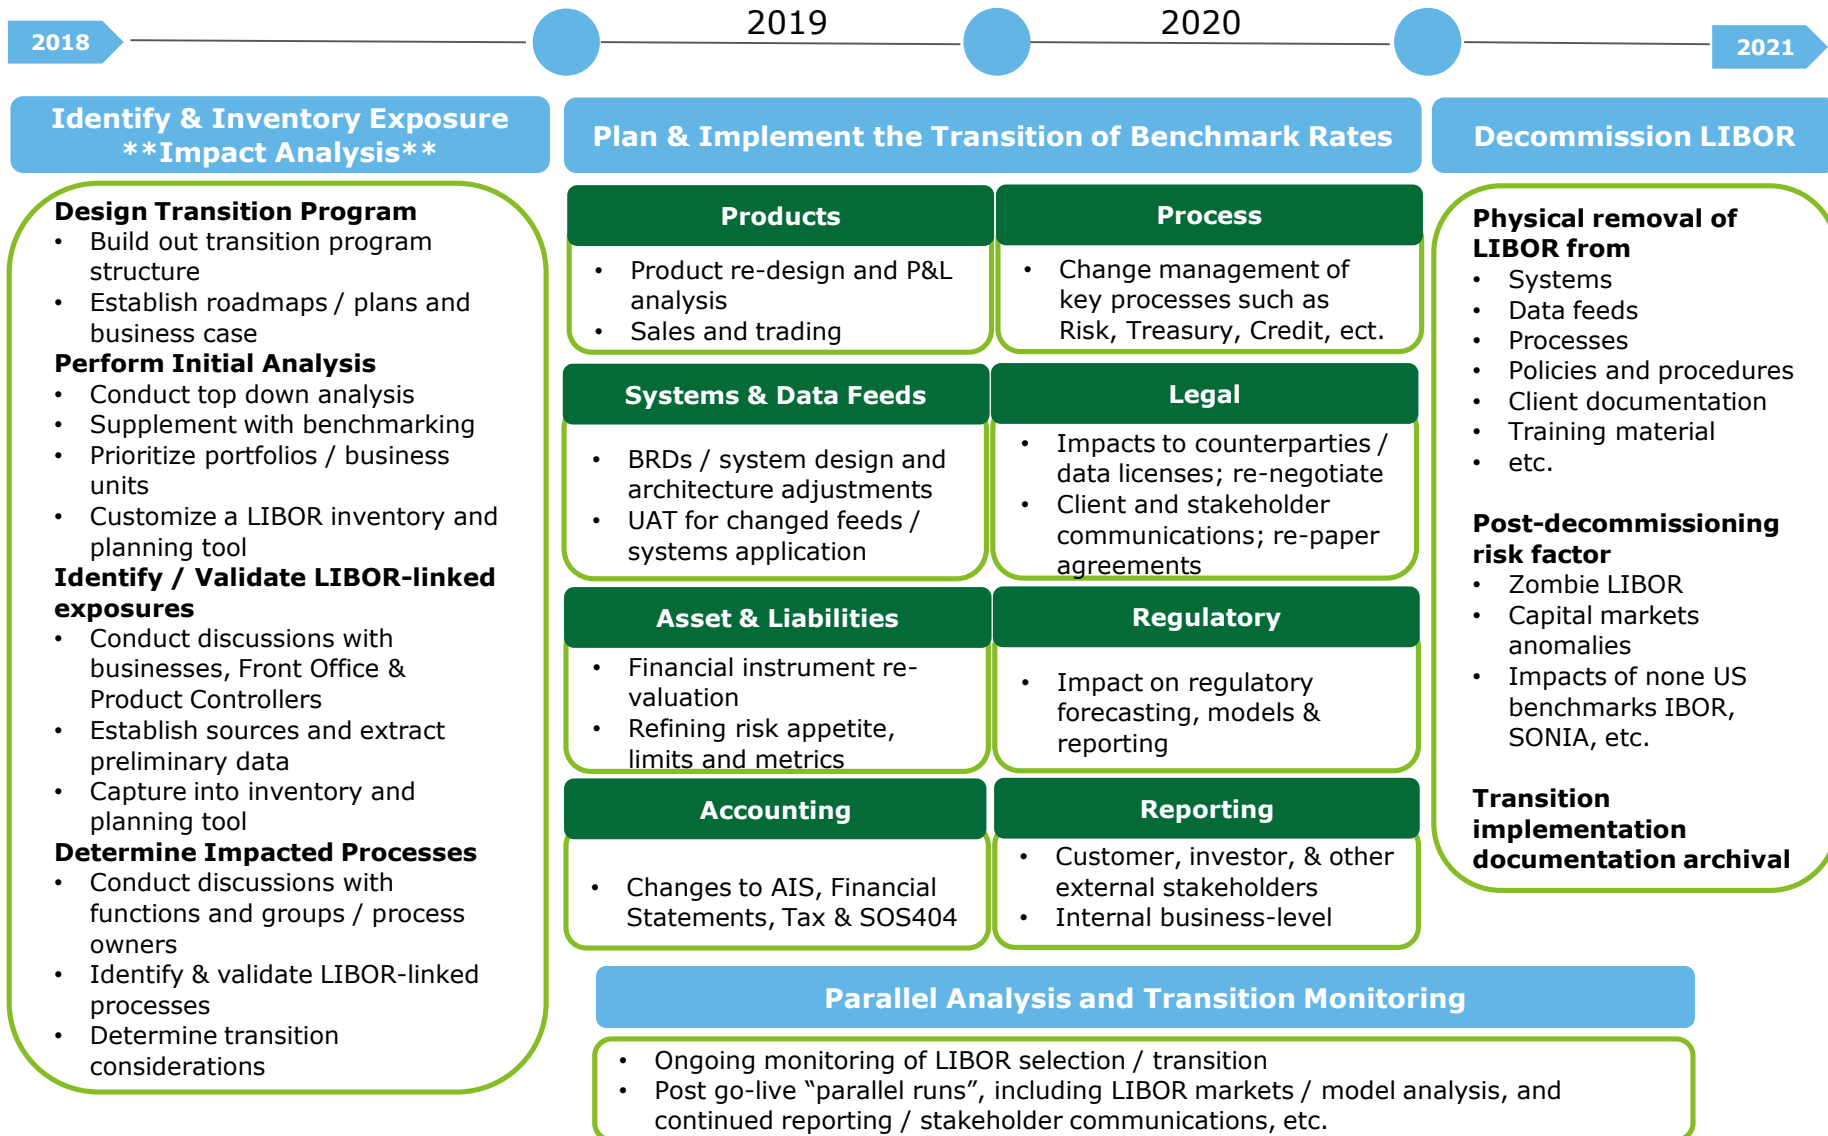 2018
2019
2020
2021
Identify & Inventory Exposure
**Impact Analysis**
Design Transition Program
• Build out transition program
structure
• Establish roadmaps / plans and
business case
Perform Initial Analysis
• Conduct top down analysis
• Supplement with benchmarking
• Prioritize portfolios / business
units
• Customize a LIBOR inventory and
planning tool
Identify / Validate LIBOR-linked
exposures
• Conduct discussions with
businesses, Front Office &
Product Controllers
• Establish sources and extract
preliminary data
• Capture into inventory and
planning tool
Determine Impacted Processes
• Conduct discussions with
functions and groups / process
owners
• Identify & validate LIBOR-linked
processes
• Determine transition
considerations
Plan & Implement the Transition of Benchmark Rates
Products
• Product re-design and P&L
analysis
• Sales and trading
Process
• Change management of
key processes such as
Risk, Treasury, Credit, ect.
Systems & Data Feeds
• BRDs / system design and
architecture adjustments
• UAT for changed feeds /
systems application
Legal
• Impacts to counterparties /
data licenses; re-negotiate
• Client and stakeholder
communications; re-paper
agreements
Asset & Liabilities
• Financial instrument re-
valuation
• Refining risk appetite,
limits and metrics
Regulatory
• Impact on regulatory
forecasting, models &
reporting
Accounting
• Changes to AIS, Financial
Statements, Tax & SOS404
Reporting
• Customer, investor, & other
external stakeholders
• Internal business-level
Decommission LIBOR
Physical removal of
LIBOR from
• Systems
• Data feeds
• Processes
• Policies and procedures
• Client documentation
• Training material
• etc.
Post-decommissioning
risk factor
• Zombie LIBOR
• Capital markets
anomalies
• Impacts of none US
benchmarks IBOR,
SONIA, etc.
Transition
implementation
documentation archival
Parallel Analysis and Transition Monitoring
• Ongoing monitoring of LIBOR selection / transition
• Post go-live “parallel runs”, including LIBOR markets / model analysis, and
continued reporting / stakeholder communications, etc.